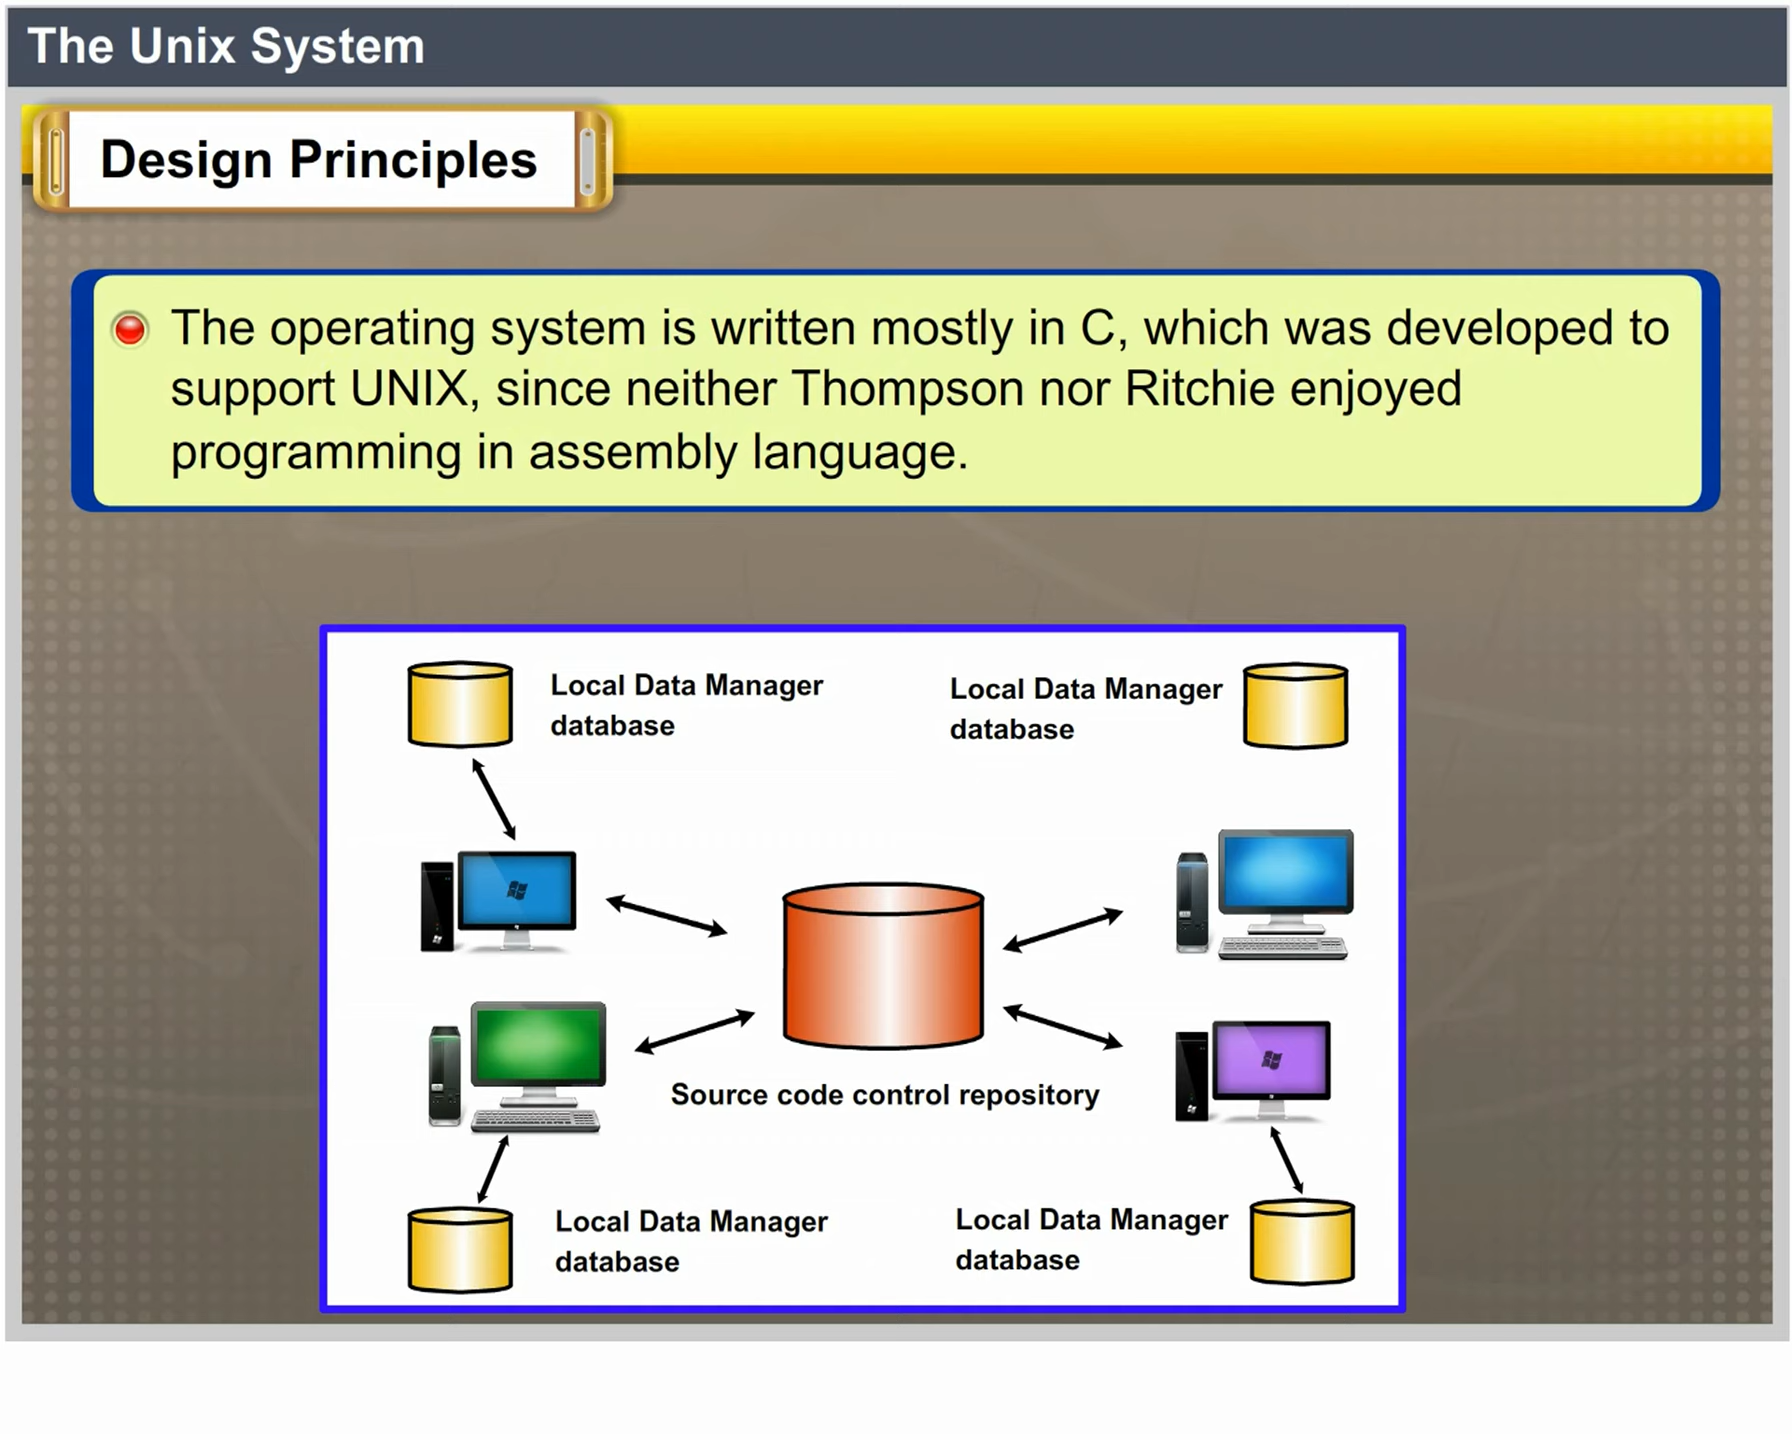 The Unix System
Design Principles
The operating system is written mostly in C, which was developed to
support UNIX, since neither Thompson nor Ritchie enjoyed
programming in assembly language.
Local Data Manager
database
Local Data Manager
database
Source code control repository
Local Data Manager
database
Local Data Manager
database